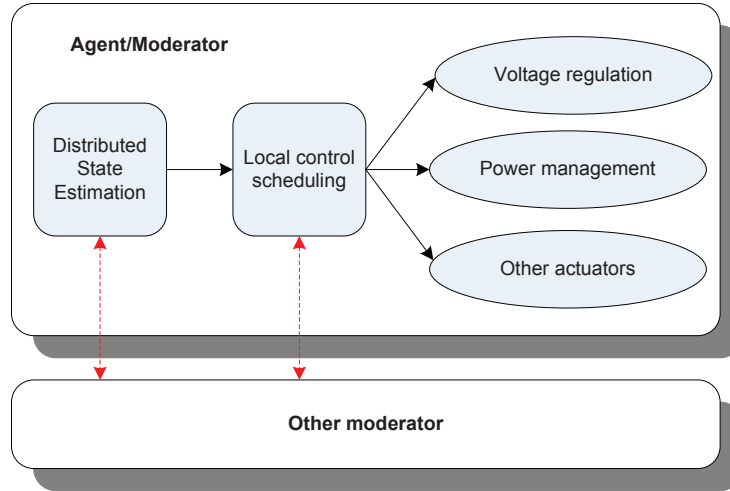 Agent/Moderator
Voltage regulation
Distributed
State
Estimation
Local control
scheduling
Power management
Other actuators
Other moderator